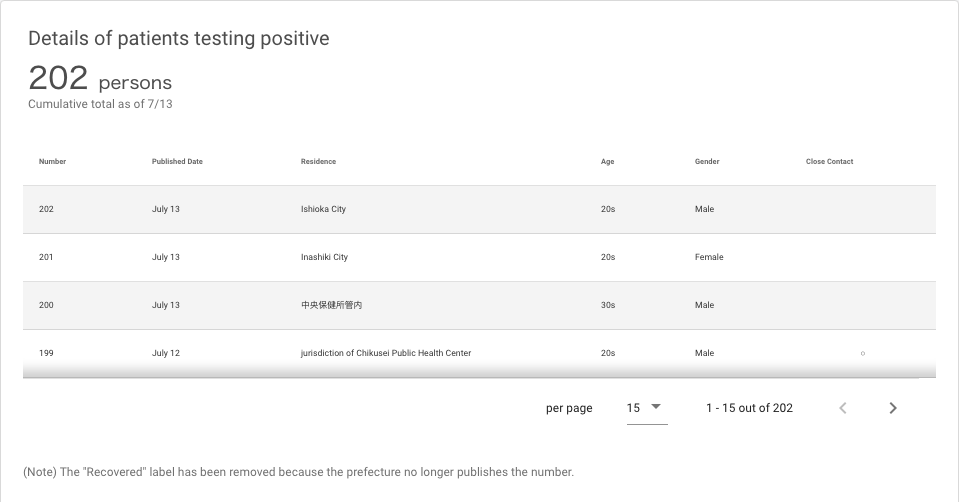 Details of patients testing positive
202 persons
Cumulative total as of 7/13
Number Published Date Residence Age Gender Close Contact
202 July 13 Ishioka City 20s Male
201 July 13 Inashiki City 20s Female
200 July 13 中央保健所管内 30s Male
199 July 12 jurisdiction of Chikusei Public Health Center 20s Male ○
per page 15 1 - 15 out of 202
(Note) The "Recovered" label has been removed because the prefecture no longer publishes the number.